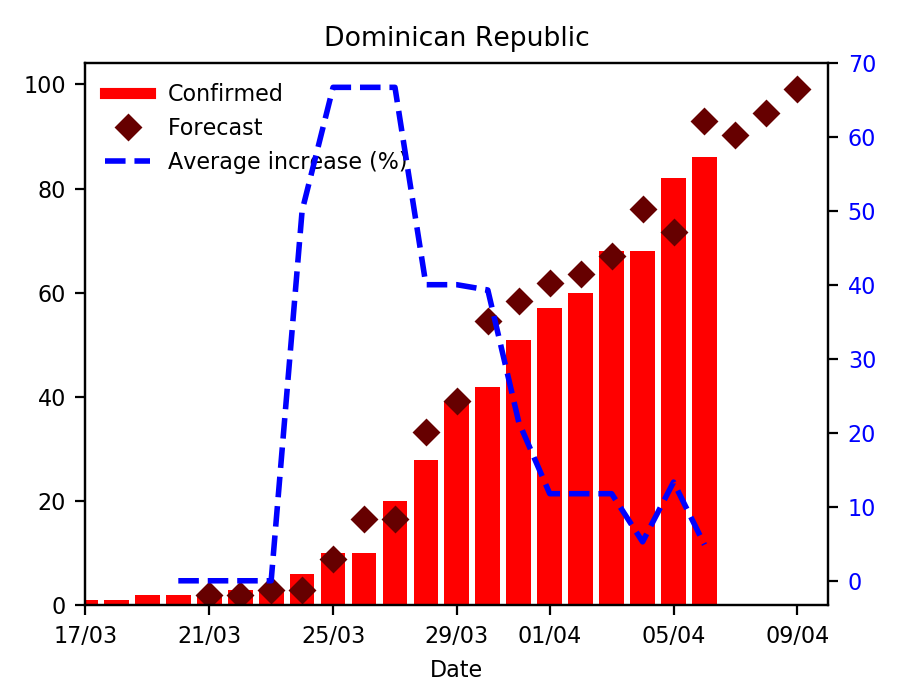 Dominican Republic
Confirmed
Forecast
Average increase (%)
100
80
60
40
20
0
70
60
50
40
30
20
10
0
17/03 21/03 25/03 29/03 01/04 05/04 09/04
Date